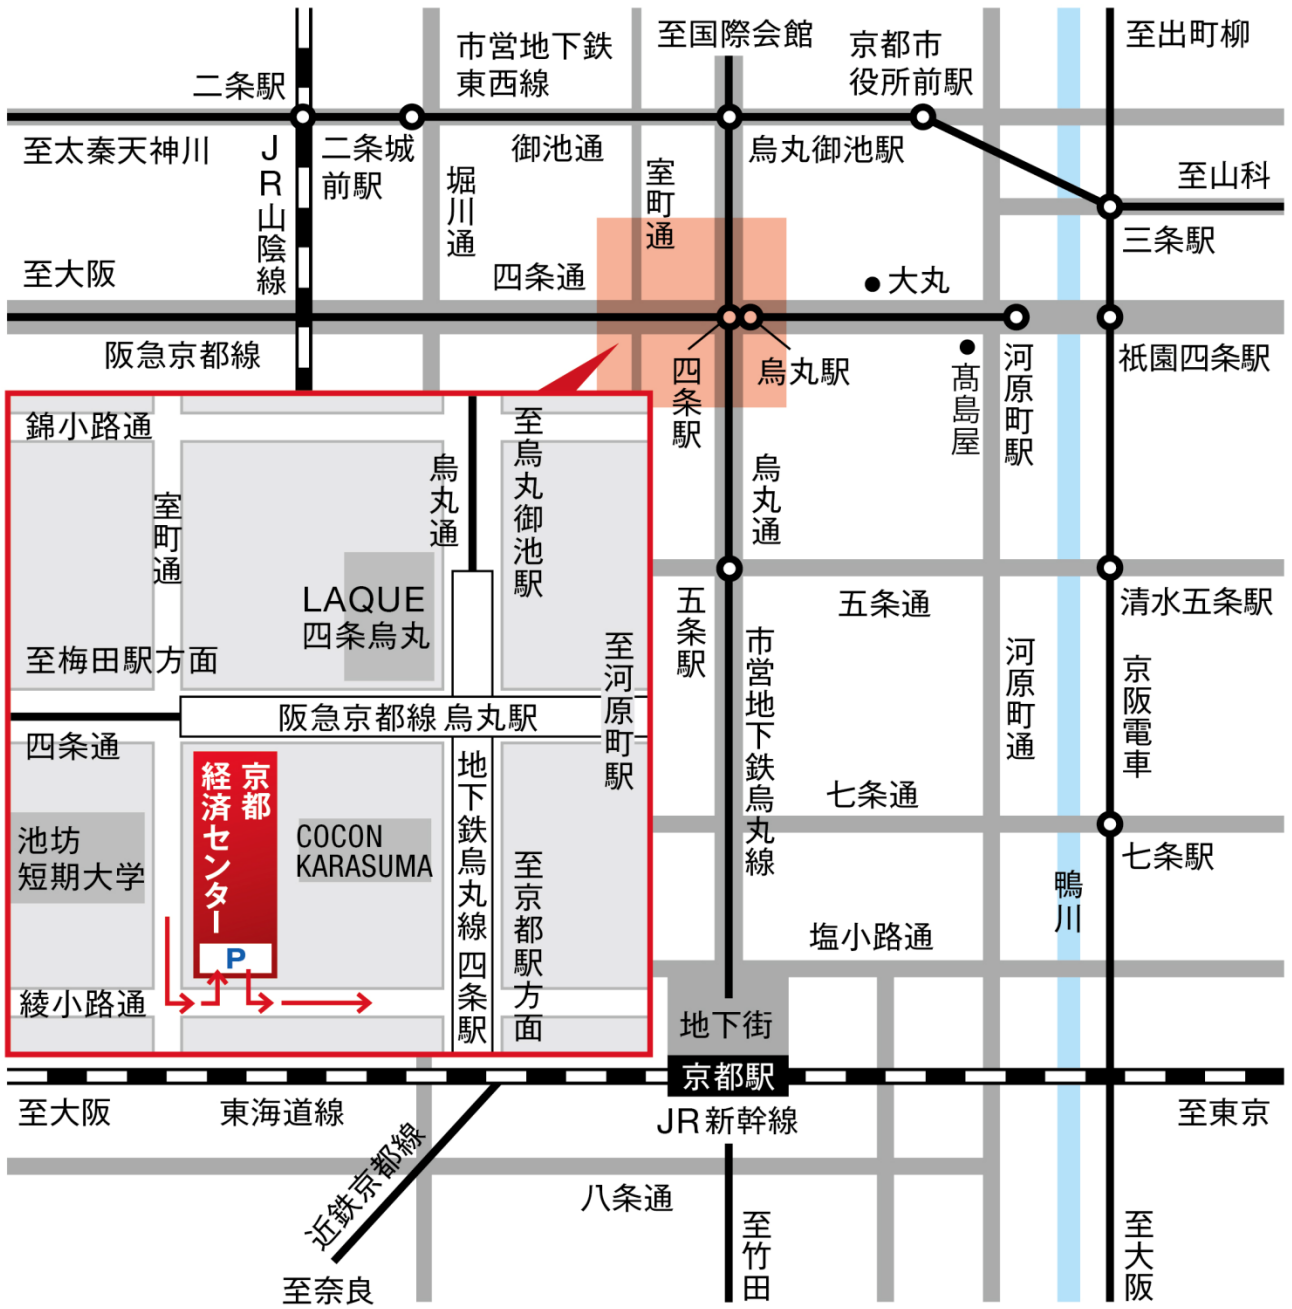 市営地下鉄
東西線
至国際会館
京都市
役所前駅
至出町柳
二条駅
至太秦天神川
JR山陰線
二条城
前駅
御池通
烏丸御池駅
堀川通
室町通
至山科
三条駅
至大阪
四条通
大丸
阪急京都線
四条駅
烏丸駅
髙島屋
河原町駅
祇園四条駅
烏丸通
五条駅
五条通
清水五条駅
市営地下鉄烏丸線
河原町通
京阪電車
七条通
七条駅
鴨川
塩小路通
地下街
京都駅
JR新幹線
錦小路通
室町通
烏丸通
至烏丸御池駅
LAQUE
四条烏丸
至梅田駅方面
至河原町駅
阪急京都線 烏丸駅
四条通
京都
経済センター
P
池坊
短期大学
COCON
KARASUMA
地下鉄烏丸線 四条駅
至京都駅方面
綾小路通
至大阪
東海道線
至東京
近鉄京都線
至奈良
八条通
至竹田
至大阪